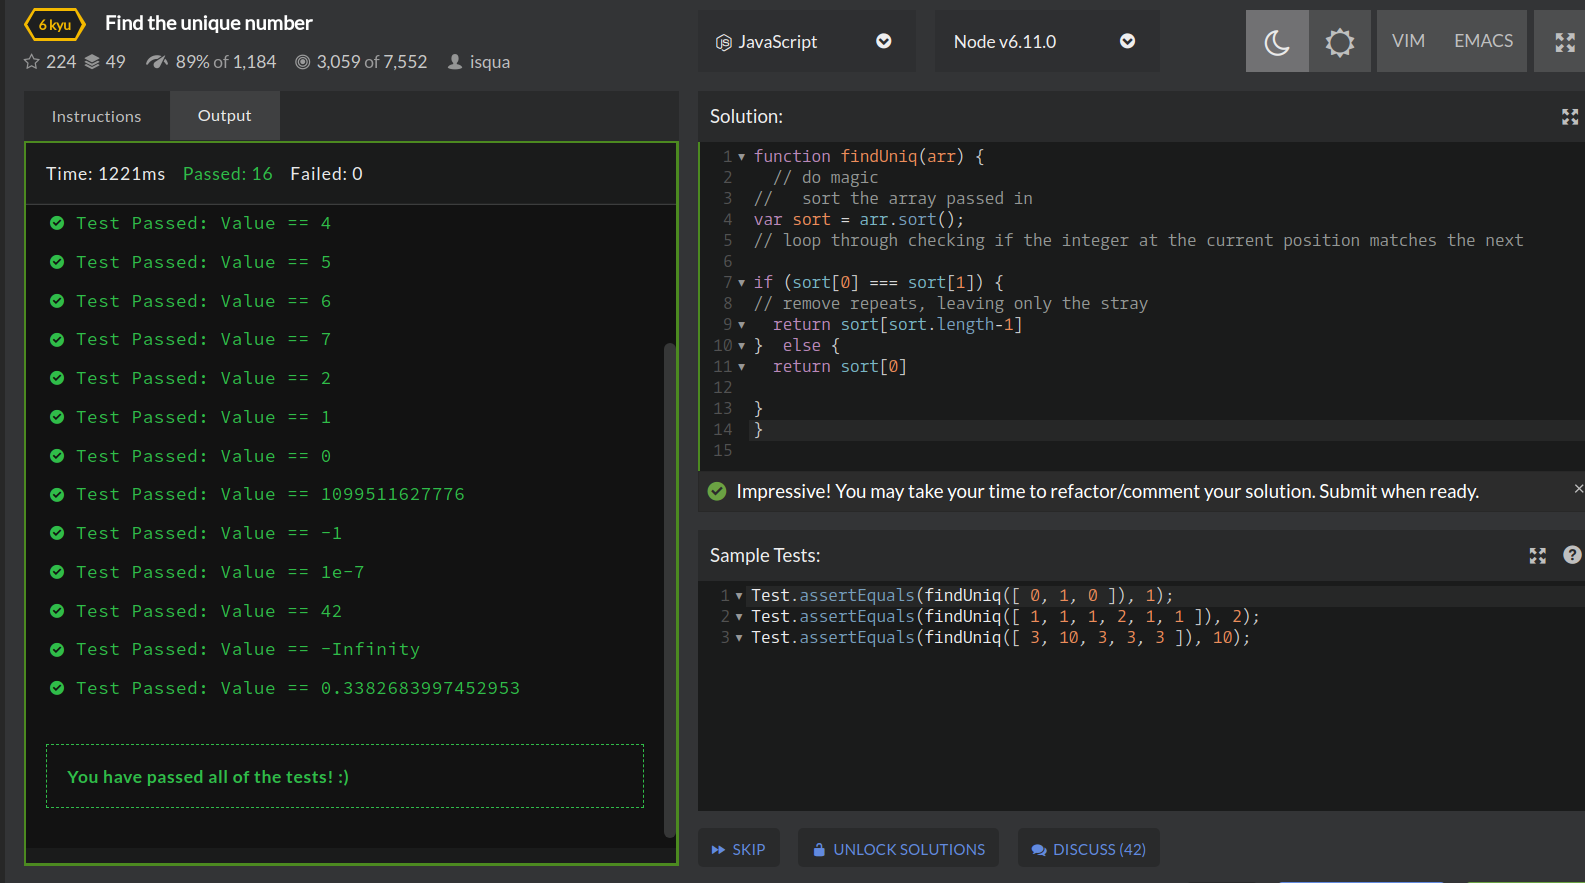 6 kyu Find the unique number
224 49 89% of 1,184 3,059 of 7,552 isqua
JavaScript Node v6.11.0 VIM EMACS
Instructions Output
Time: 1221ms Passed: 16 Failed: 0
Test Passed: Value == 4
Test Passed: Value == 5
Test Passed: Value == 6
Test Passed: Value == 7
Test Passed: Value == 2
Test Passed: Value == 1
Test Passed: Value == 0
Test Passed: Value == 1099511627776
Test Passed: Value == -1
Test Passed: Value == 1e-7
Test Passed: Value == 42
Test Passed: Value == -Infinity
Test Passed: Value == 0.3382683997452953
You have passed all of the tests! :)
Solution:
1 function findUniq(arr) {
2 // do magic
3 // sort the array passed in
4 var sort = arr.sort();
5 // loop through checking if the integer at the current position matches the next
6
7 if (sort[0] === sort[1]) {
8 // remove repeats, leaving only the stray
9 return sort[sort.length-1]
10 } else {
11 return sort[0]
12
13 }
14 }
15
Impressive! You may take your time to refactor/comment your solution. Submit when ready. ×
Sample Tests: ?
1 Test.assertEquals(findUniq([ 0, 1, 0 ]), 1);
2 Test.assertEquals(findUniq([ 1, 1, 1, 2, 1, 1 ]), 2);
3 Test.assertEquals(findUniq([ 3, 10, 3, 3, 3 ]), 10);
SKIP UNLOCK SOLUTIONS DISCUSS (42)